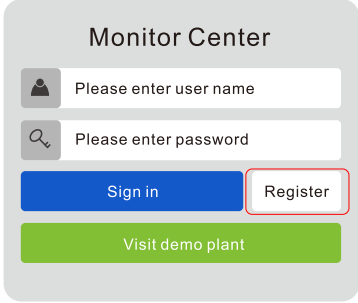 Monitor Center
Please enter user name
Please enter password
Sign in
Register
Visit demo plant